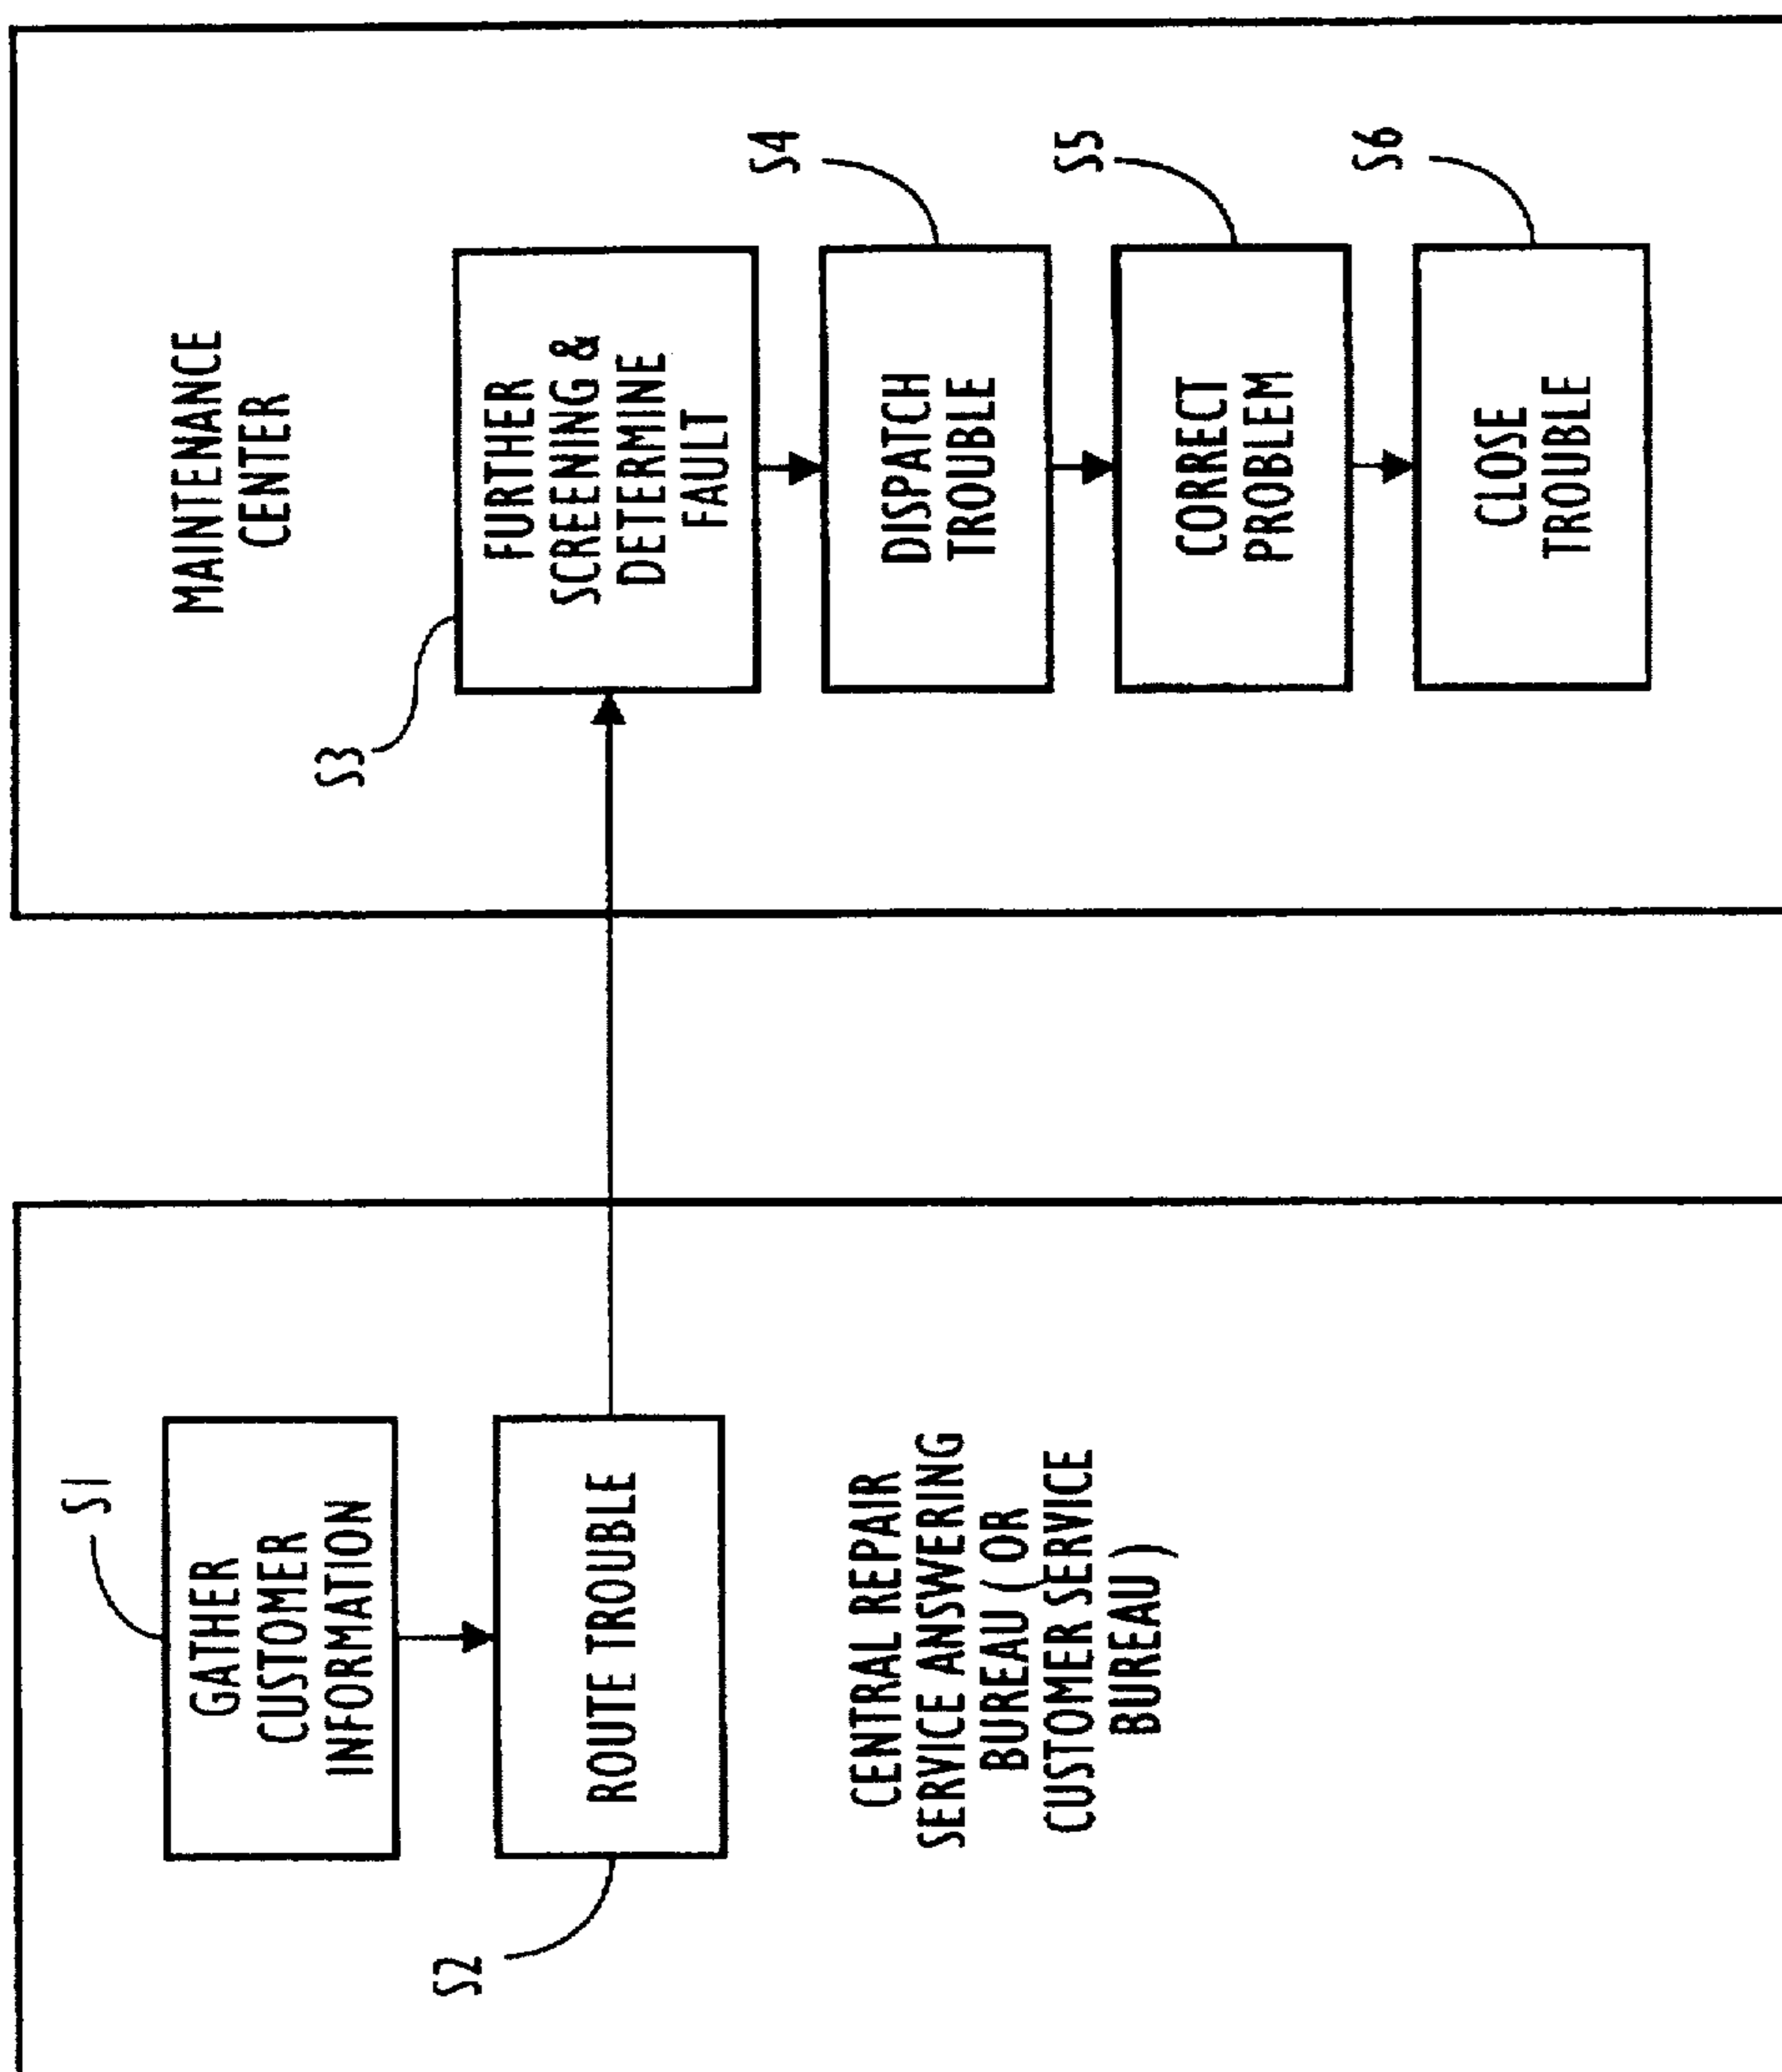 S1
GATHER
CUSTOMER
INFORMATION
S2
ROUTE TROUBLE
CENTRAL REPAIR
SERVICE ANSWERING
BUREAU (OR
CUSTOMER SERVICE
BUREAU)
MAINTENANCE
CENTER
S3
FURTHER
SCREENING &
DETERMINE
FAULT
S4
DISPATCH
TROUBLE
S5
CORRECT
PROBLEM
S6
CLOSE
TROUBLE